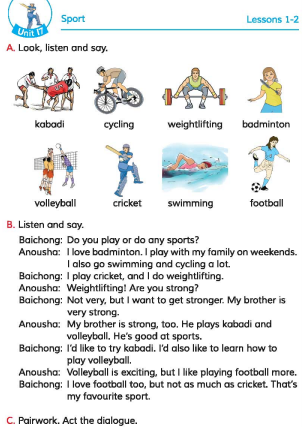 Unit 17
Sport
Lessons 1-2
A. Look, listen and say.
kabadi cycling weightlifting badminton
volleyball cricket swimming football
B. Listen and say.
Baichong: Do you play or do any sports?
Anousha: I love badminton. I play with my family on weekends.
I also go swimming and cycling a lot.
Baichong: I play cricket, and I do weightlifting.
Anousha: Weightlifting! Are you strong?
Baichong: Not very, but I want to get stronger. My brother is
very strong.
Anousha: My brother is strong, too. He plays kabadi and
volleyball. He's good at sports.
Baichong: I'd like to try kabadi. I'd also like to learn how to
play volleyball.
Anousha: Volleyball is exciting, but I like playing football more.
Baichong: I love football too, but not as much as cricket. That's
my favourite sport.
C. Pairwork. Act the dialogue.